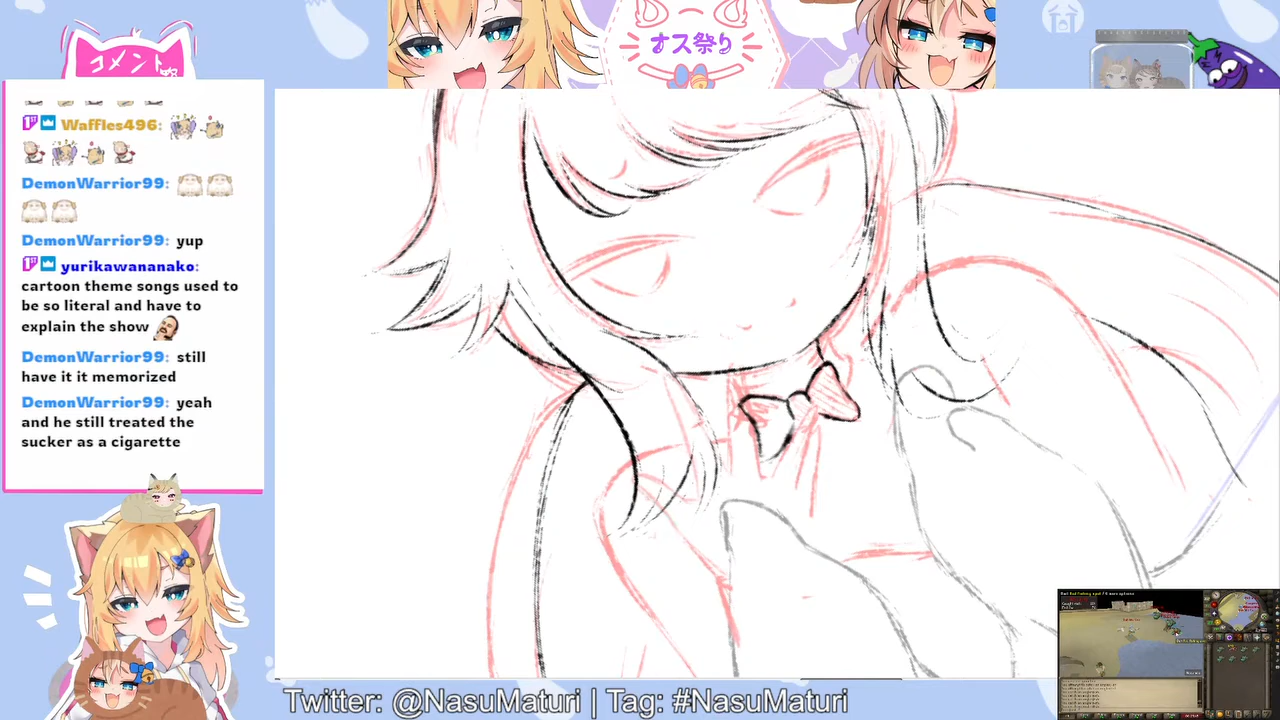 コメント
ナス祭り
Waffles496:
DemonWarrior99:
DemonWarrior99: yup
yurikawananako:
cartoon theme songs used to
be so literal and have to
explain the show
DemonWarrior99: still
have it it memorized
DemonWarrior99: yeah
and he still treated the
sucker as a cigarette
Twitter: @NasuMaturi | Tag: #NasuMaturi